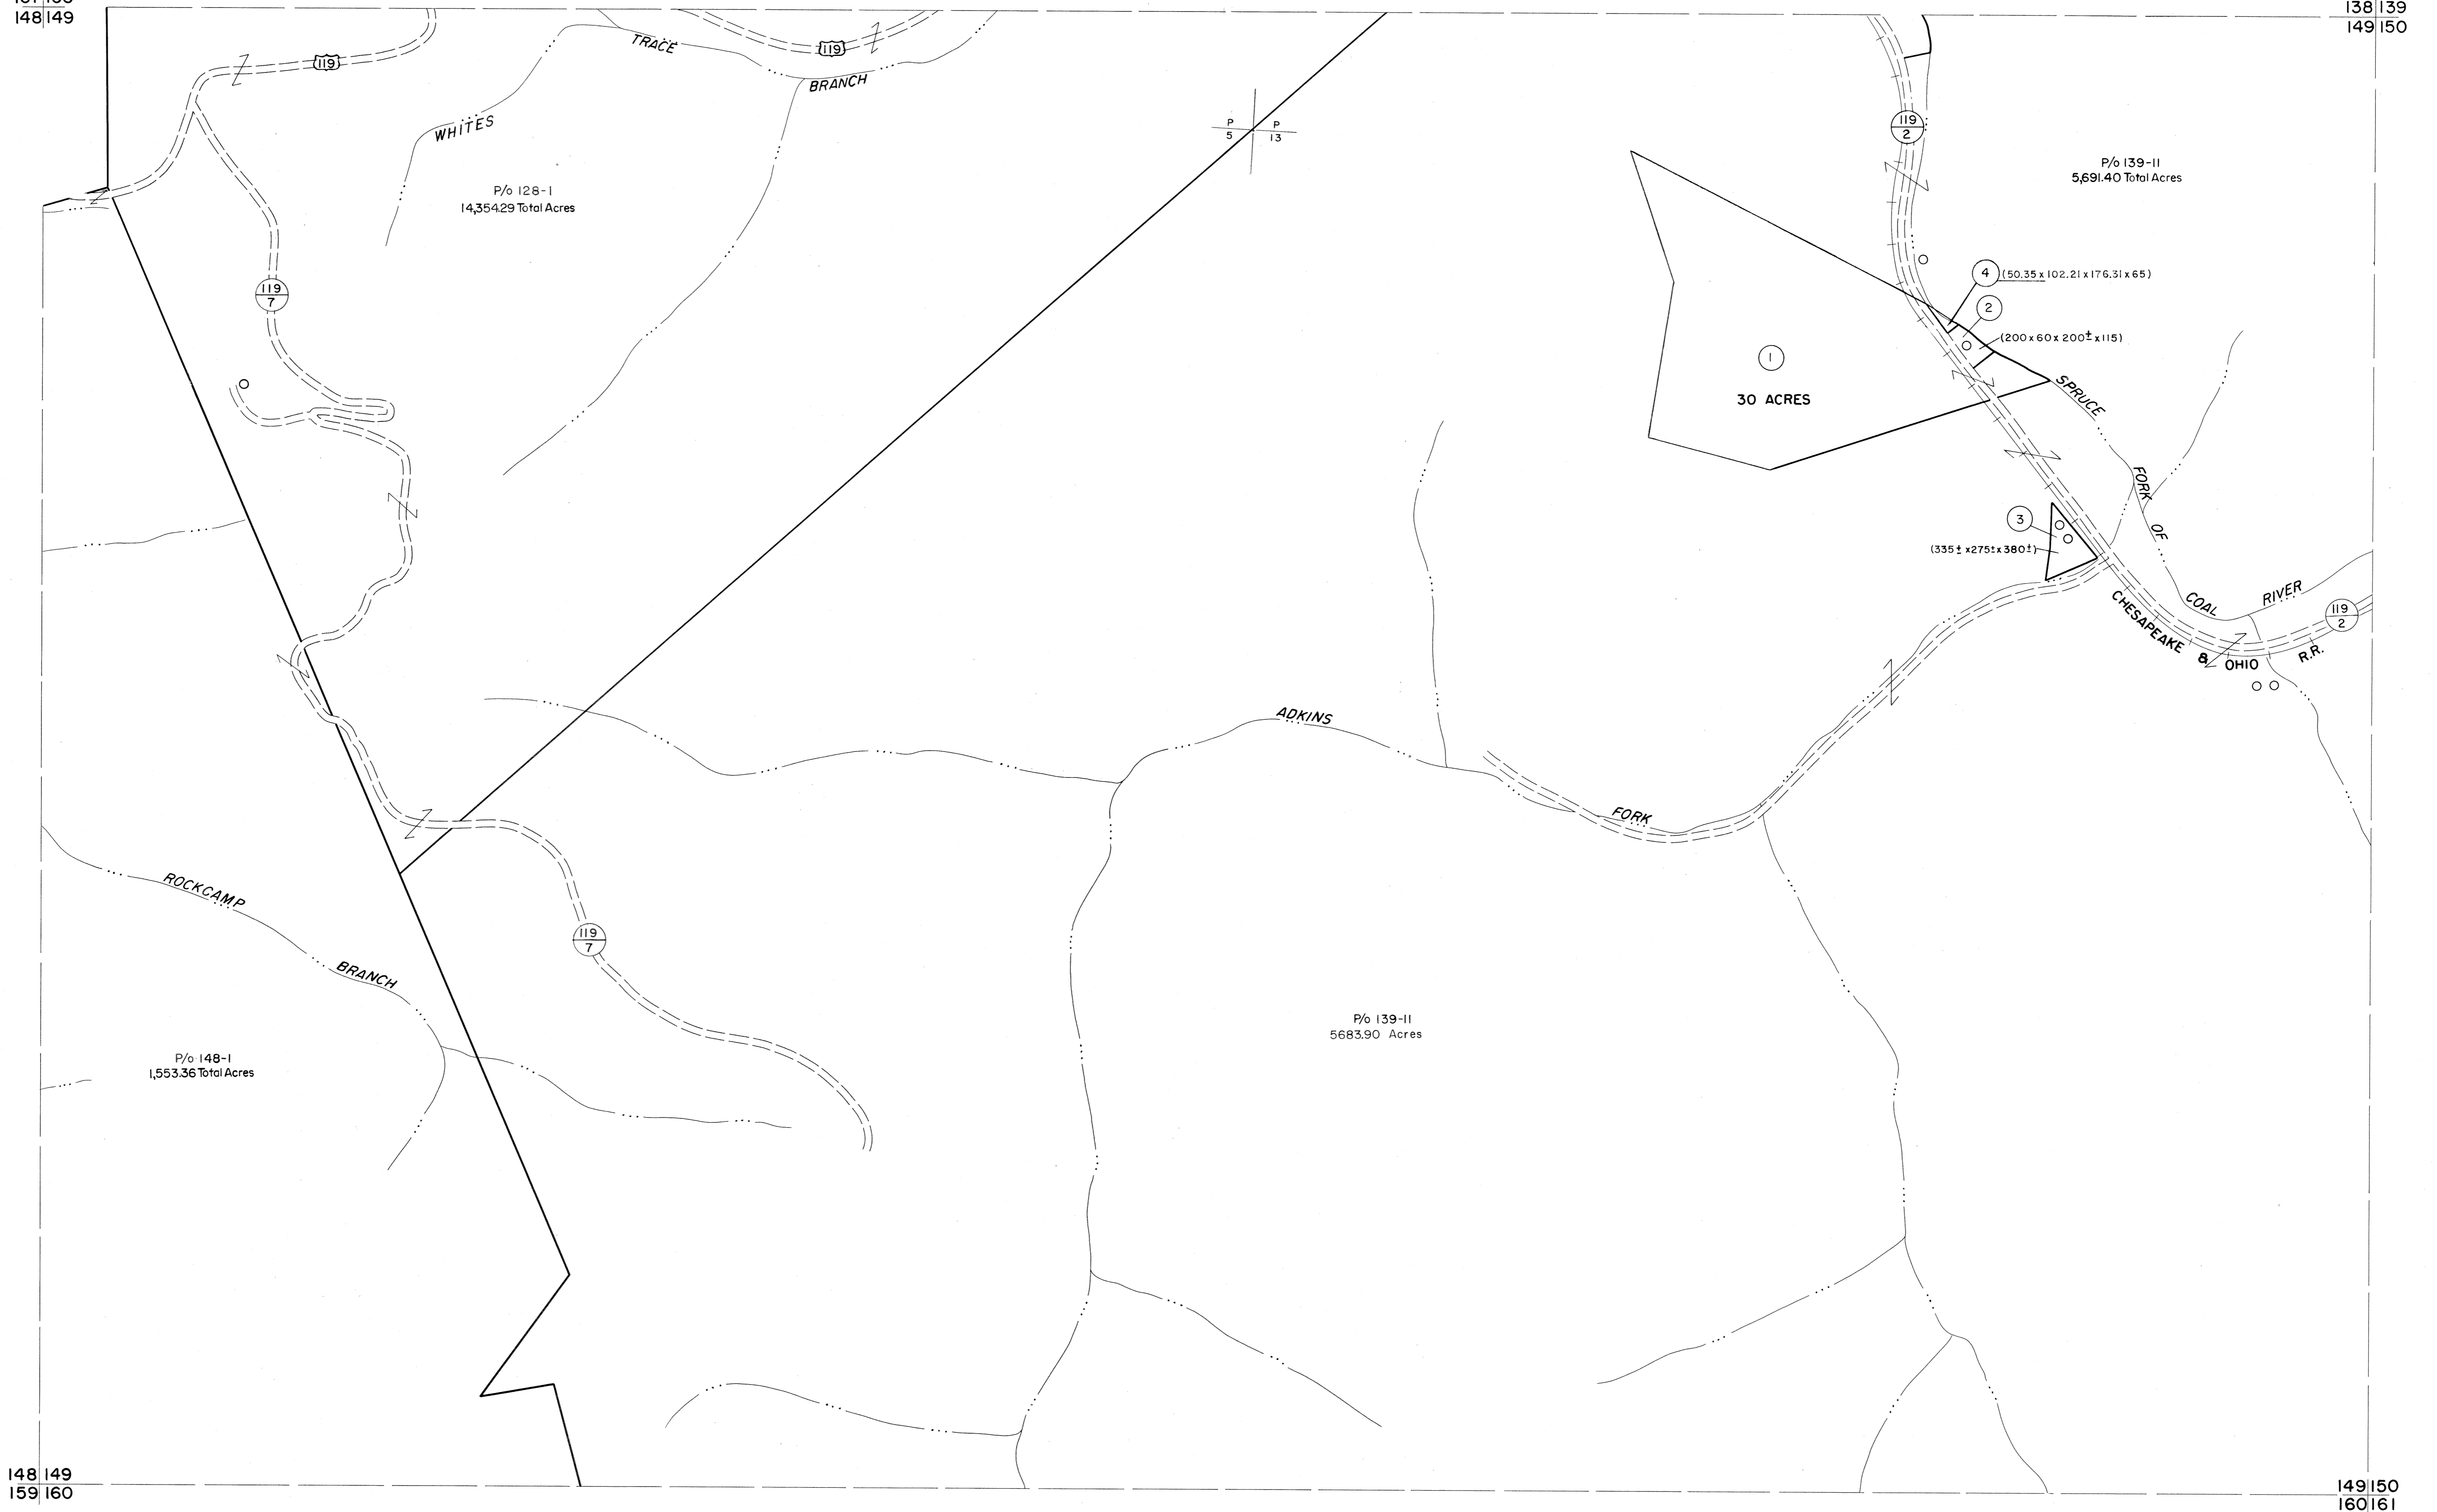 148 149
138 139
149 150
119
119
TRACE
BRANCH
WHITES
P/o 128-1
14,354.29 Total Acres
P
5
P
13
119
2
P/o 139-11
5,691.40 Total Acres
119
7
4 (50.35 x 102.21 x 176.31 x 65)
2
(200 x 60 x 200± x 115)
1
30 ACRES
SPRUCE
FORK
OF
COAL
RIVER
3
(335± x 275± x 380±)
119
2
CHESAPEAKE & OHIO R.R.
ADKINS
FORK
ROCKCAMP
BRANCH
119
7
P/o 139-11
5683.90 Acres
P/o 148-1
1,553.36 Total Acres
148 149
159 160
149 150
160 161